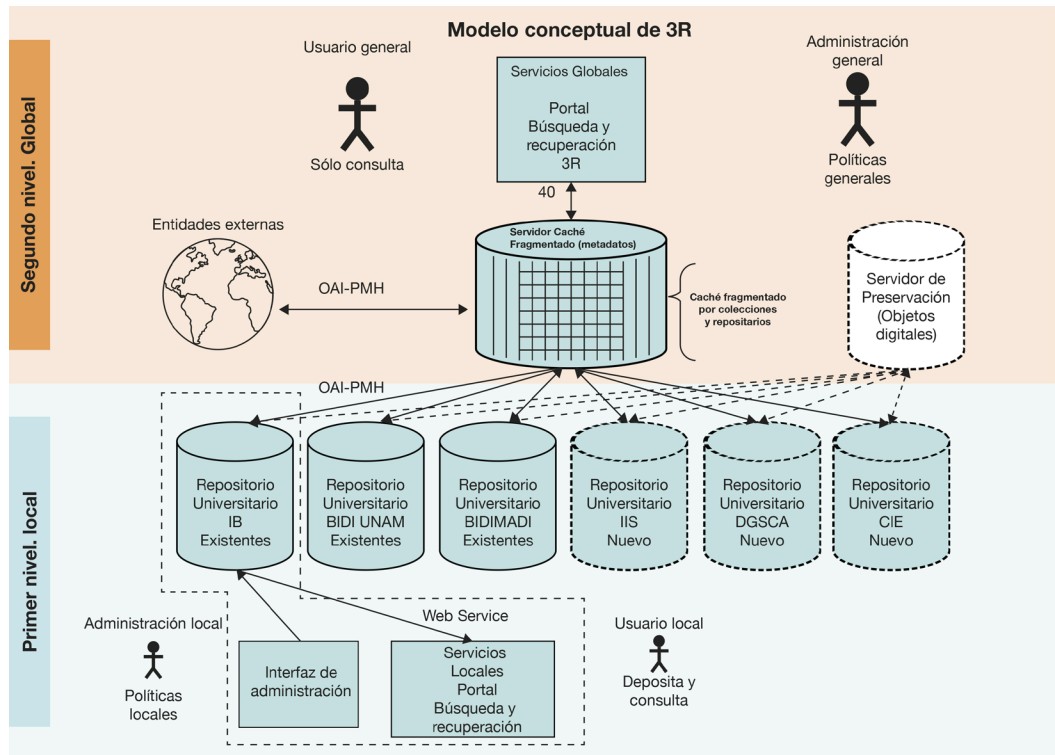 Modelo conceptual de 3R
Segundo nivel. Global
Usuario general
Sólo consulta
Servicios Globales
Portal
Búsqueda y
recuperación
3R
Administración
general
Políticas
generales
40
Entidades externas
OAI-PMH
Servidor Caché
Fragmentado (metadatos)
Caché fragmentado
por colecciones
y repositarios
Servidor de
Preservación
(Objetos
digitales)
Primer nivel. local
OAI-PMH
Repositorio
Universitario
IB
Existentes
Repositorio
Universitario
BIDI UNAM
Existentes
Repositorio
Universitario
BIDIMADI
Existentes
Repositorio
Universitario
IIS
Nuevo
Repositorio
Universitario
DGSCA
Nuevo
Repositorio
Universitario
CIE
Nuevo
Administración local
Políticas
locales
Interfaz de
administración
Web Service
Servicios
Locales
Portal
Búsqueda y
recuperación
Usuario local
Deposita y
consulta